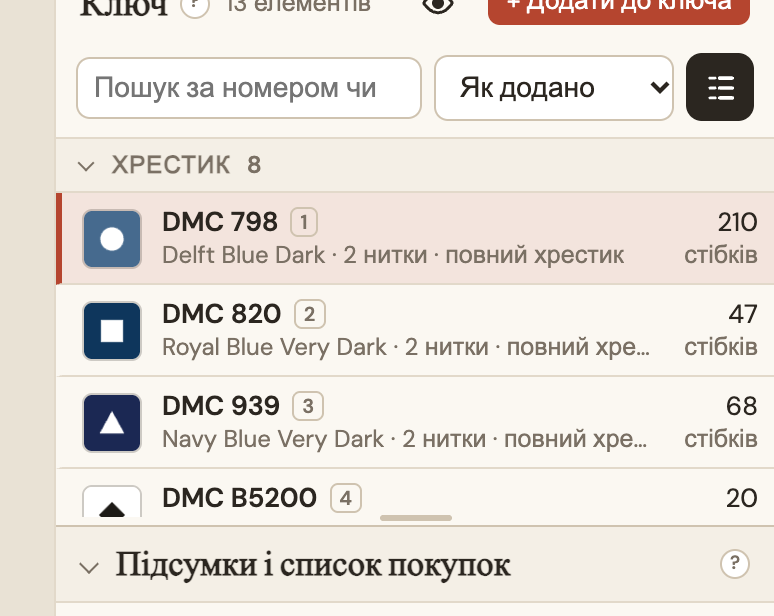 Ключ ? 13 елементів + Додати до ключа
Пошук за номером чи Як додано
ХРЕСТИК 8
DMC 798 1 210
Delft Blue Dark · 2 нитки · повний хрестик стібків
DMC 820 2 47
Royal Blue Very Dark · 2 нитки · повний хре... стібків
DMC 939 3 68
Navy Blue Very Dark · 2 нитки · повний хре... стібків
DMC B5200 4 20
Підсумки і список покупок ?